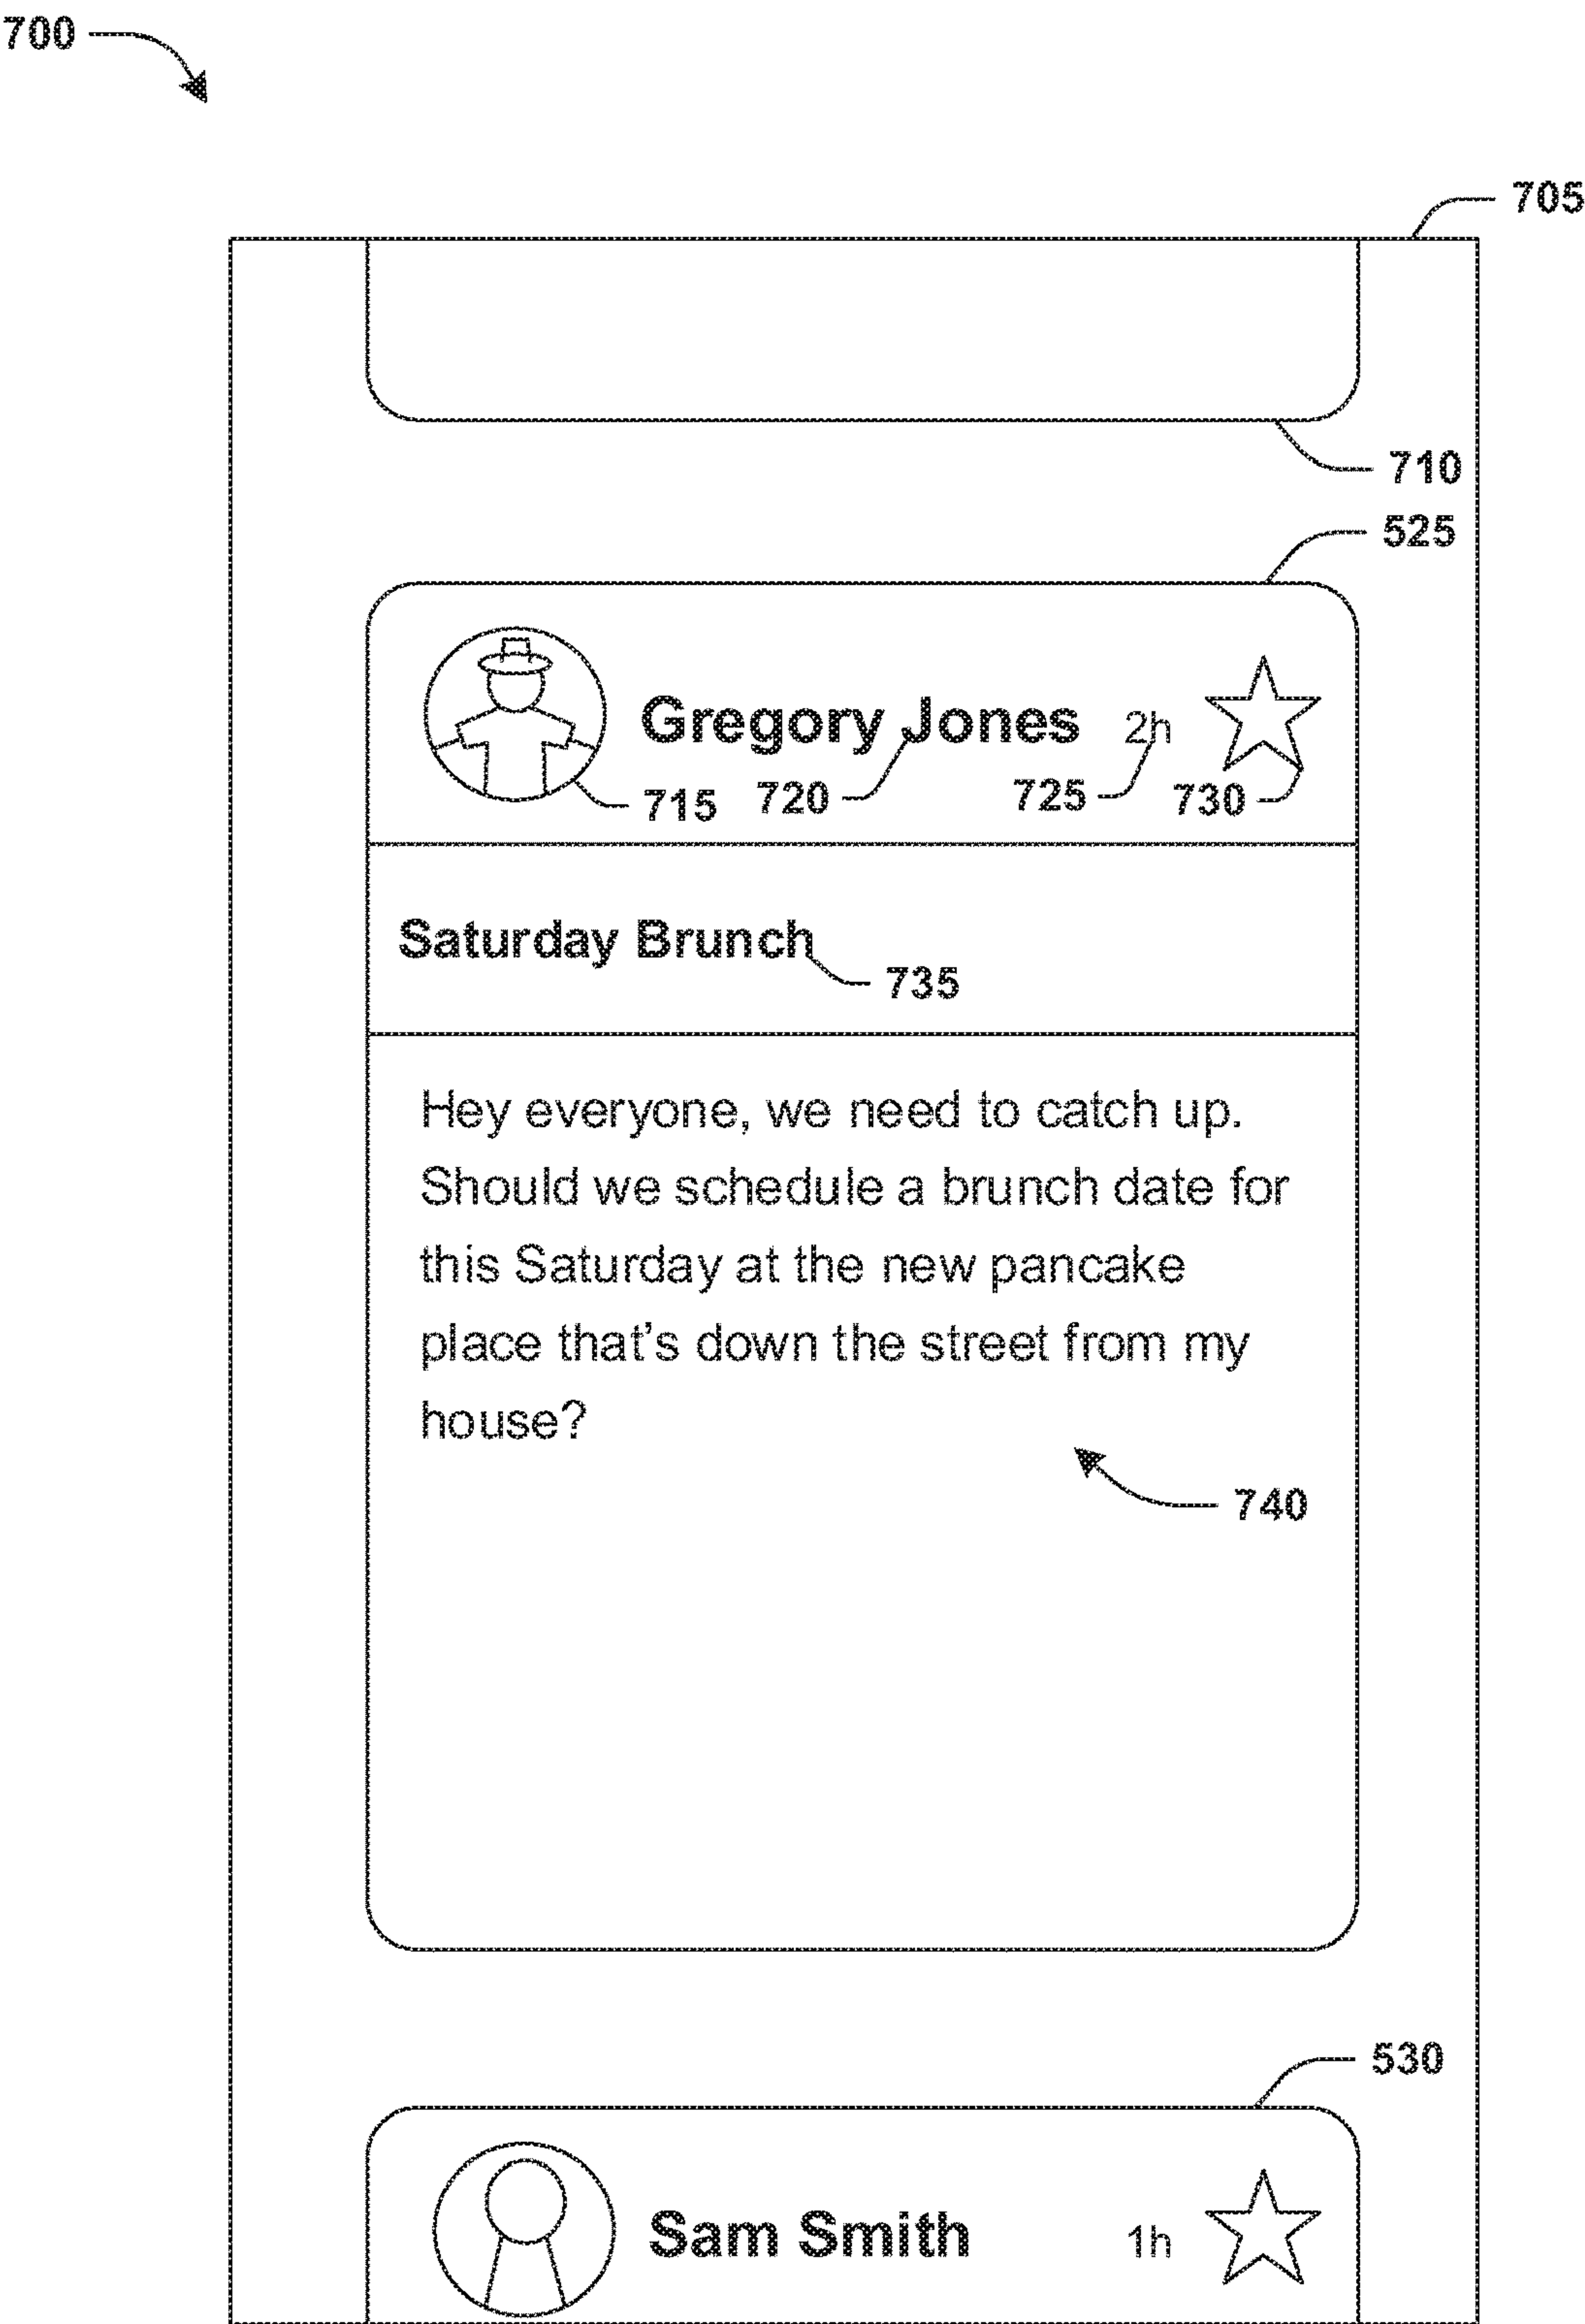 700
705
710
525
Gregory Jones 2h
715 720 725 730
Saturday Brunch
735
Hey everyone, we need to catch up.
Should we schedule a brunch date for
this Saturday at the new pancake
place that's down the street from my
house?
740
530
Sam Smith 1h